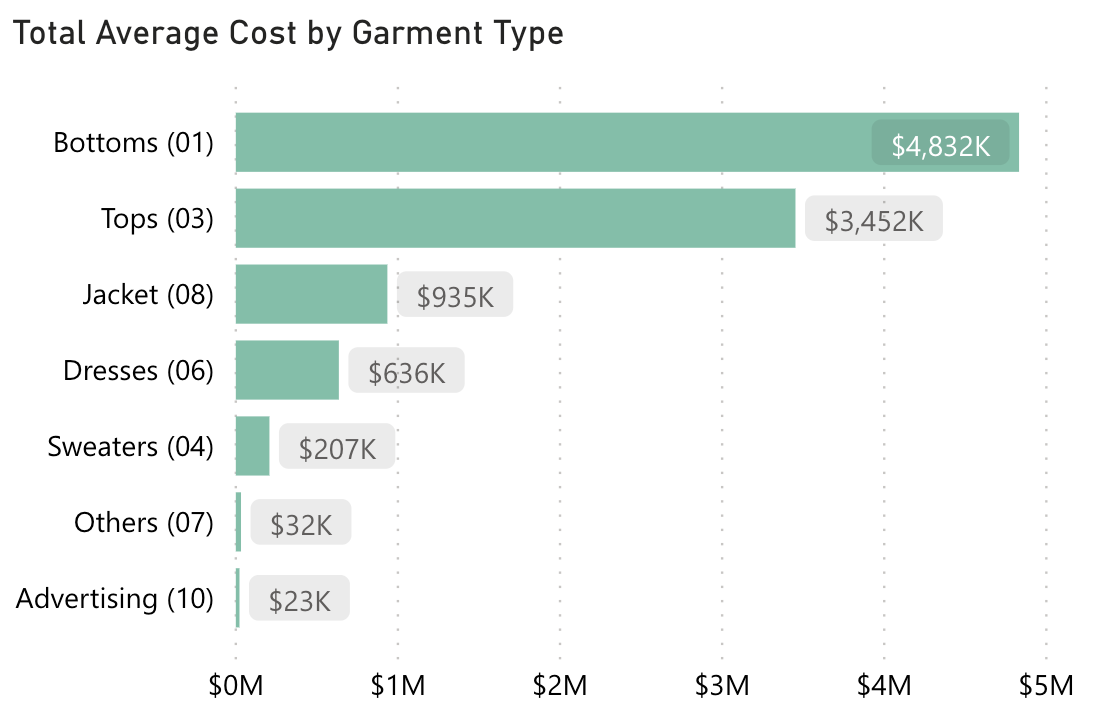 Total Average Cost by Garment Type
Bottoms (01) $4,832K
Tops (03) $3,452K
Jacket (08) $935K
Dresses (06) $636K
Sweaters (04) $207K
Others (07) $32K
Advertising (10) $23K
$0M $1M $2M $3M $4M $5M